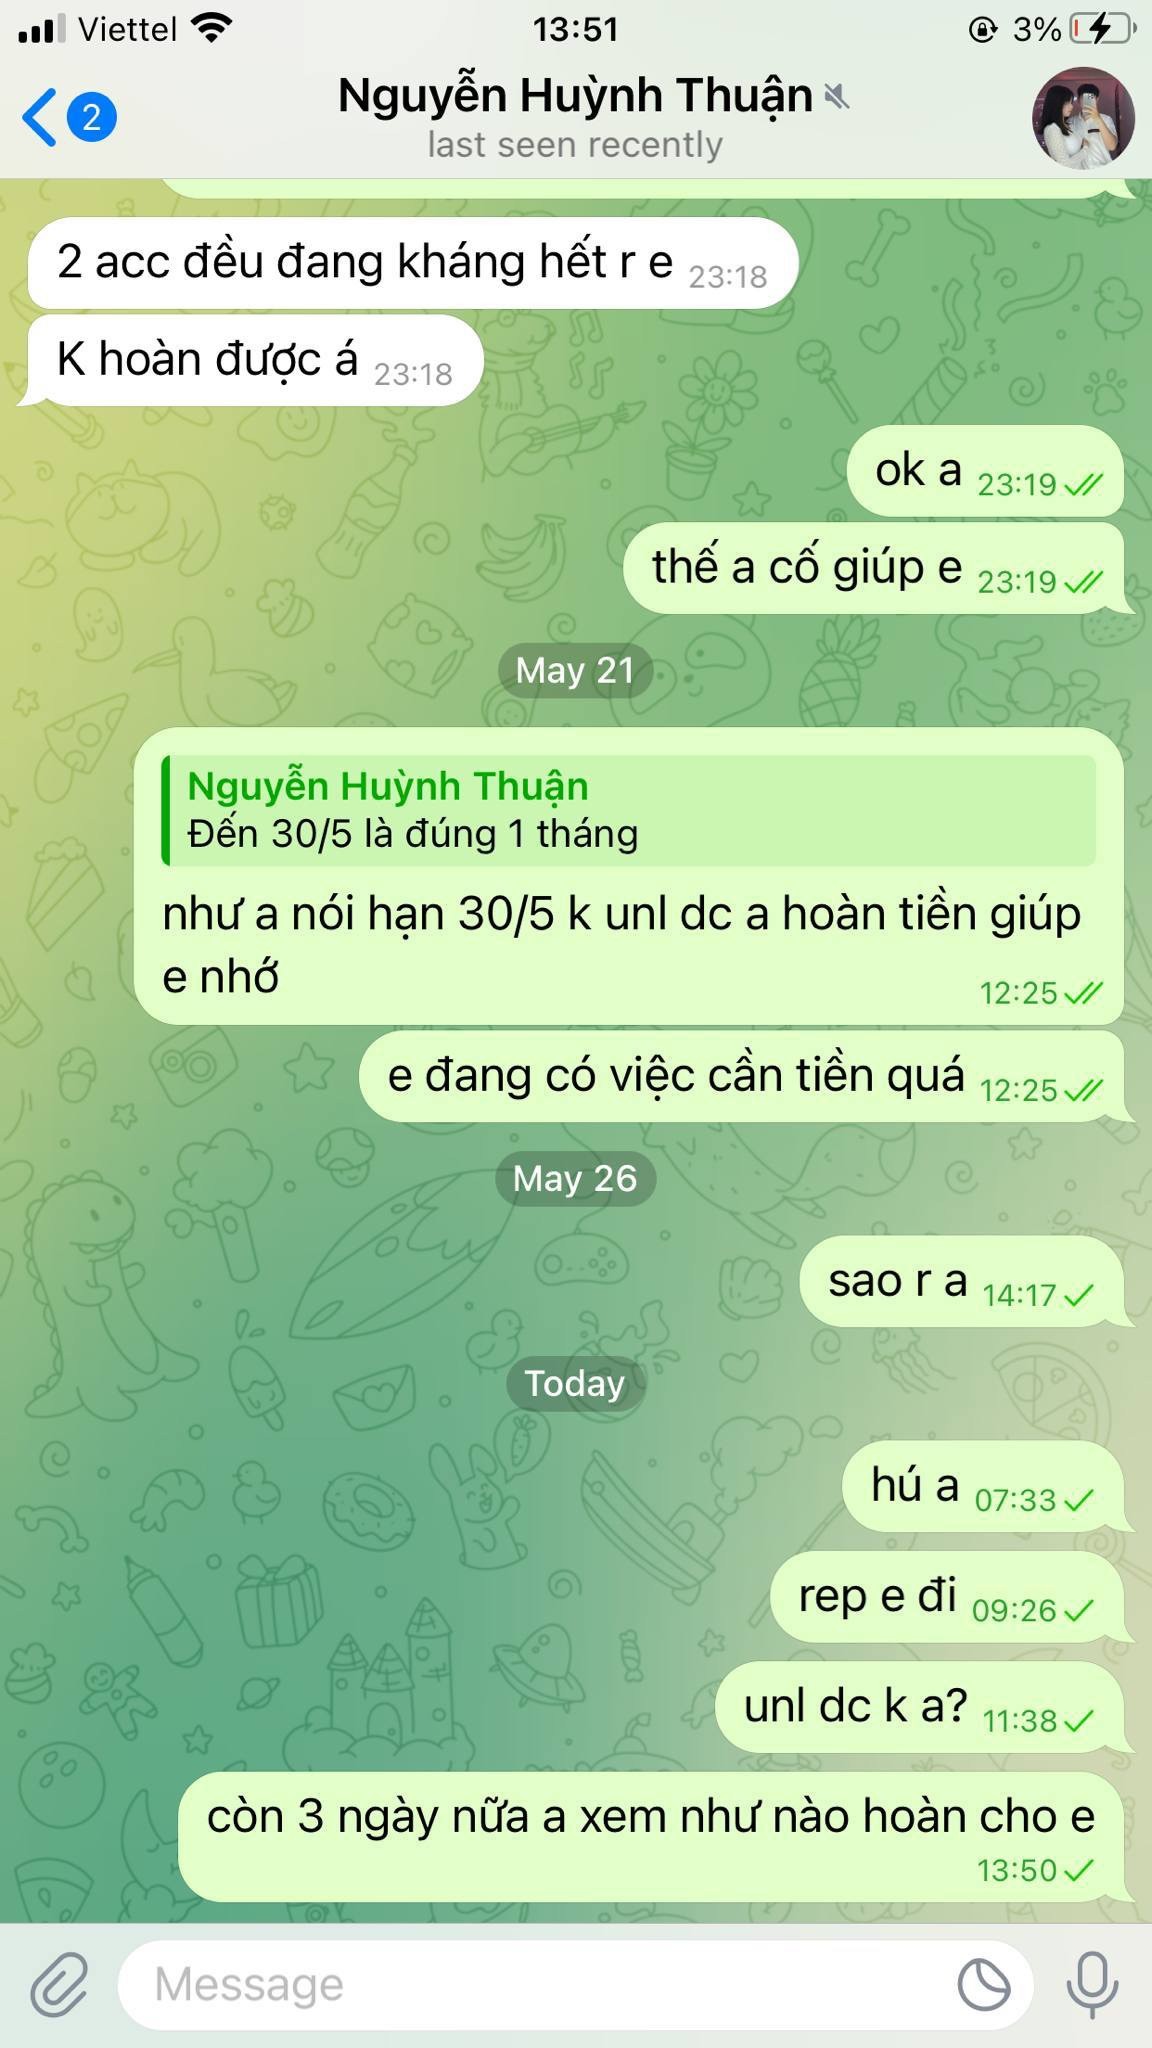 Viettel
13:51
3%
2
Nguyễn Huỳnh Thuận
last seen recently
2 acc đều đang kháng hết r e 23:18
K hoàn được á 23:18
ok a 23:19
thế a cố giúp e 23:19
May 21
Nguyễn Huỳnh Thuận
Đến 30/5 là đúng 1 tháng
như a nói hạn 30/5 k unl dc a hoàn tiền giúp
e nhớ
12:25
e đang có việc cần tiền quá 12:25
May 26
sao r a 14:17
Today
hú a 07:33
rep e đi 09:26
unl dc k a? 11:38
còn 3 ngày nữa a xem như nào hoàn cho e
13:50
Message